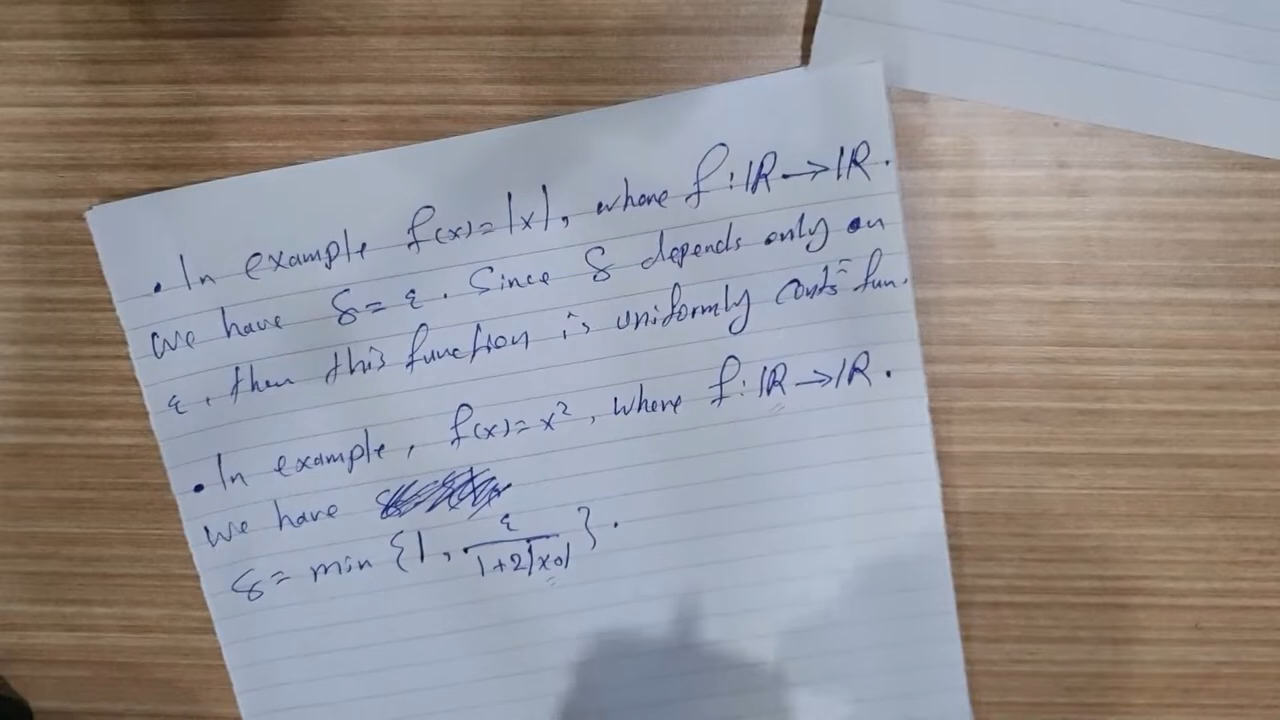 . In example f(x)=|x|, where f:ℝ→ℝ.
we have δ=ε. Since δ depends only on
ε, then this function is uniformly conts fun.
. In example, f(x)=x², where f:ℝ→ℝ.
we have
δ= min {1, ε/(1+2|x₀|)}.